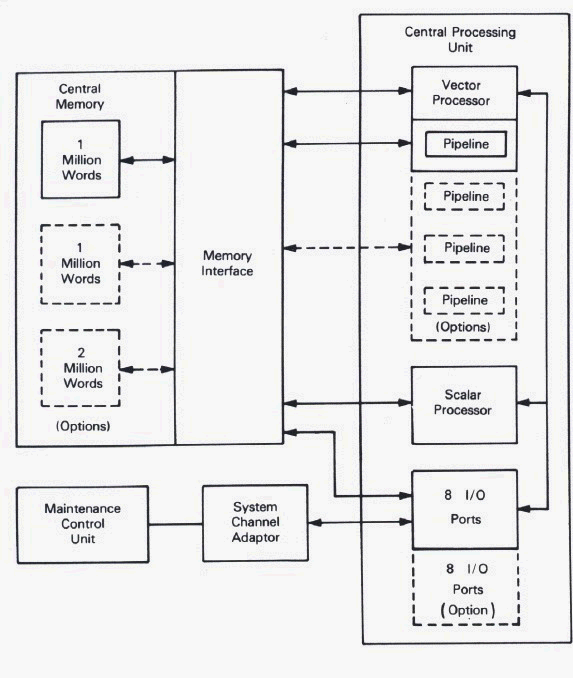 Central Processing
Unit
Central
Memory
1
Million
Words
1
Million
Words
2
Million
Words
(Options)
Memory
Interface
Vector
Processor
Pipeline
Pipeline
Pipeline
Pipeline
(Options)
Scalar
Processor
Maintenance
Control
Unit
System
Channel
Adaptor
8 I/O
Ports
8 I/O
Ports
(Option)